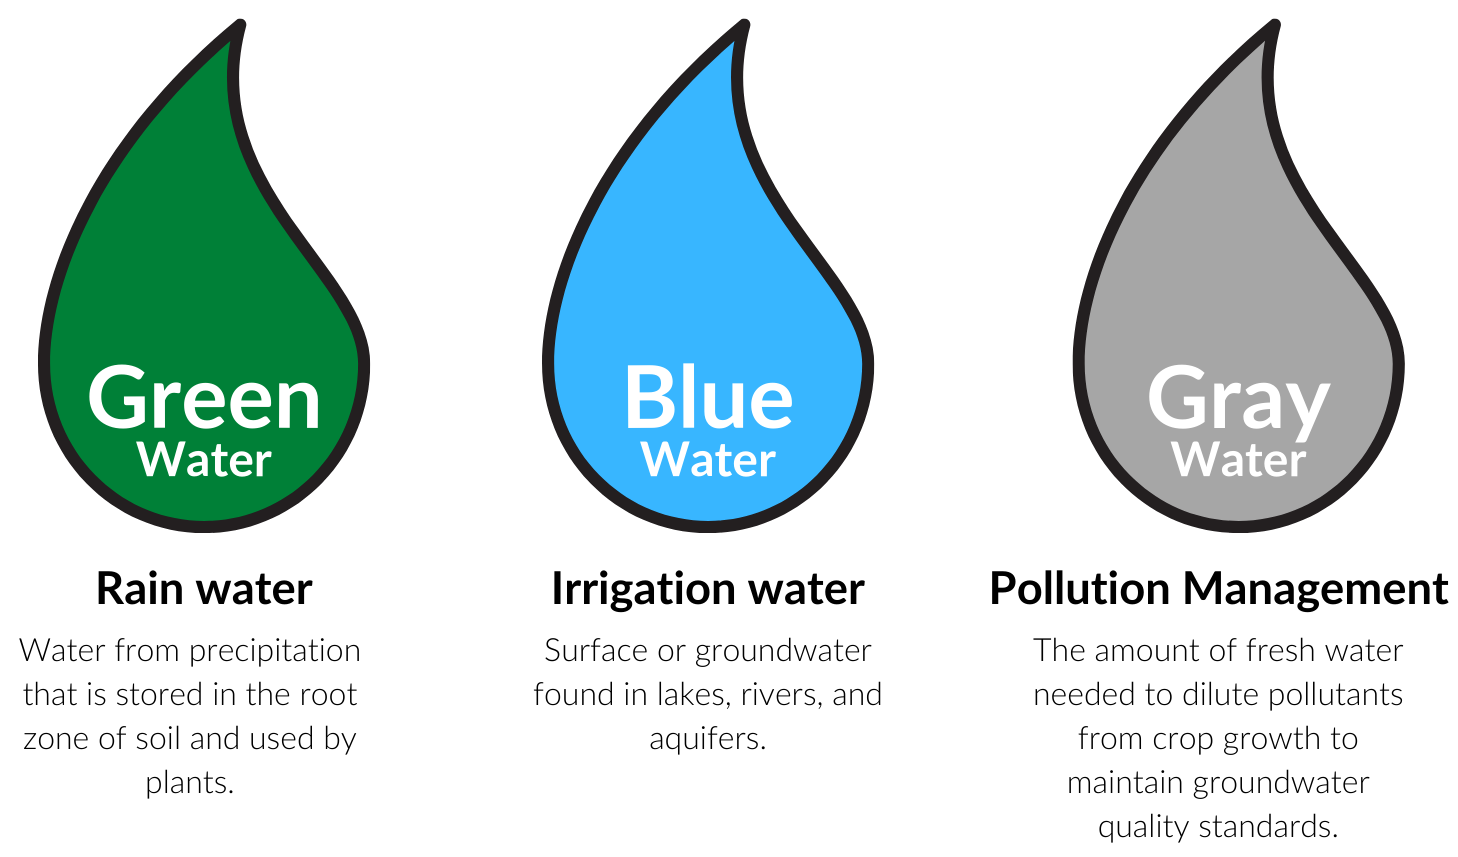 Green
Water
Rain water
Water from precipitation
that is stored in the root
zone of soil and used by
plants.
Blue
Water
Irrigation water
Surface or groundwater
found in lakes, rivers, and
aquifers.
Gray
Water
Pollution Management
The amount of fresh water
needed to dilute pollutants
from crop growth to
maintain groundwater
quality standards.